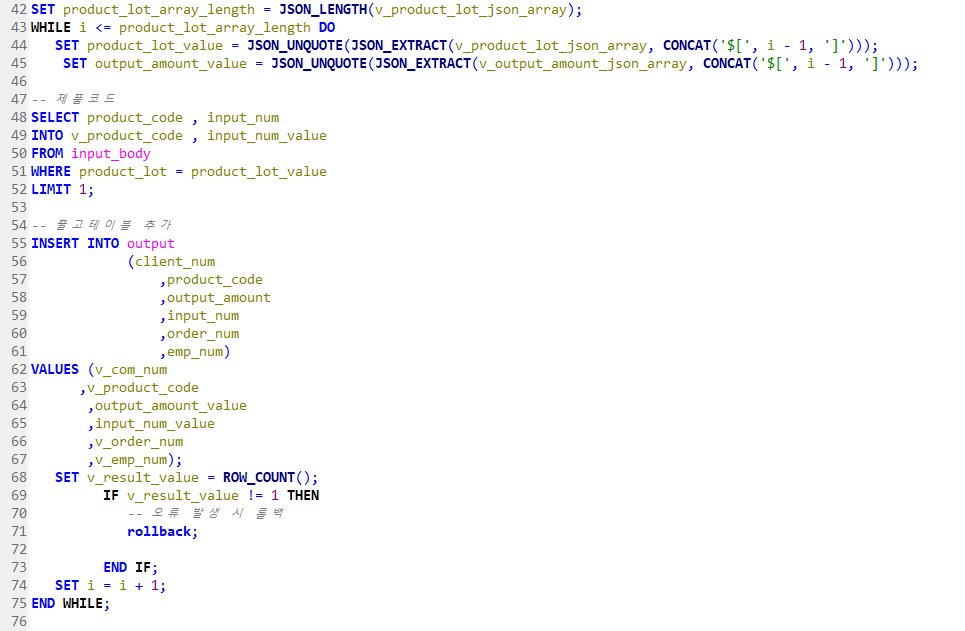 42 SET product_lot_array_length = JSON_LENGTH(v_product_lot_json_array);
43 WHILE i <= product_lot_array_length DO
44 SET product_lot_value = JSON_UNQUOTE(JSON_EXTRACT(v_product_lot_json_array, CONCAT('$[', i - 1, ']')));
45 SET output_amount_value = JSON_UNQUOTE(JSON_EXTRACT(v_output_amount_json_array, CONCAT('$[', i - 1, ']')));
46
47 -- 제품코드
48 SELECT product_code , input_num
49 INTO v_product_code , input_num_value
50 FROM input_body
51 WHERE product_lot = product_lot_value
52 LIMIT 1;
53
54 -- 출고테이블 추가
55 INSERT INTO output
56 (client_num
57 ,product_code
58 ,output_amount
59 ,input_num
60 ,order_num
61 ,emp_num)
62 VALUES (v_com_num
63 ,v_product_code
64 ,output_amount_value
65 ,input_num_value
66 ,v_order_num
67 ,v_emp_num);
68 SET v_result_value = ROW_COUNT();
69 IF v_result_value != 1 THEN
70 -- 오류 발생 시 롤백
71 rollback;
72
73 END IF;
74 SET i = i + 1;
75 END WHILE;
76